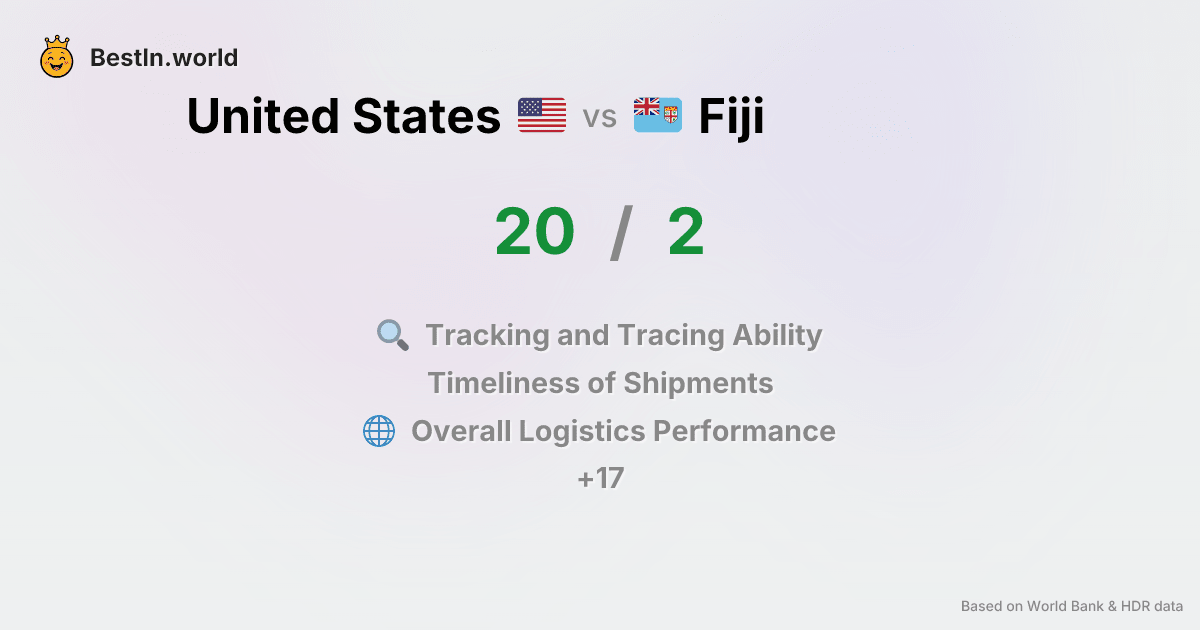 BestIn.world
United States vs Fiji
20 / 2
Tracking and Tracing Ability
Timeliness of Shipments
Overall Logistics Performance
+17
Based on World Bank & HDR data